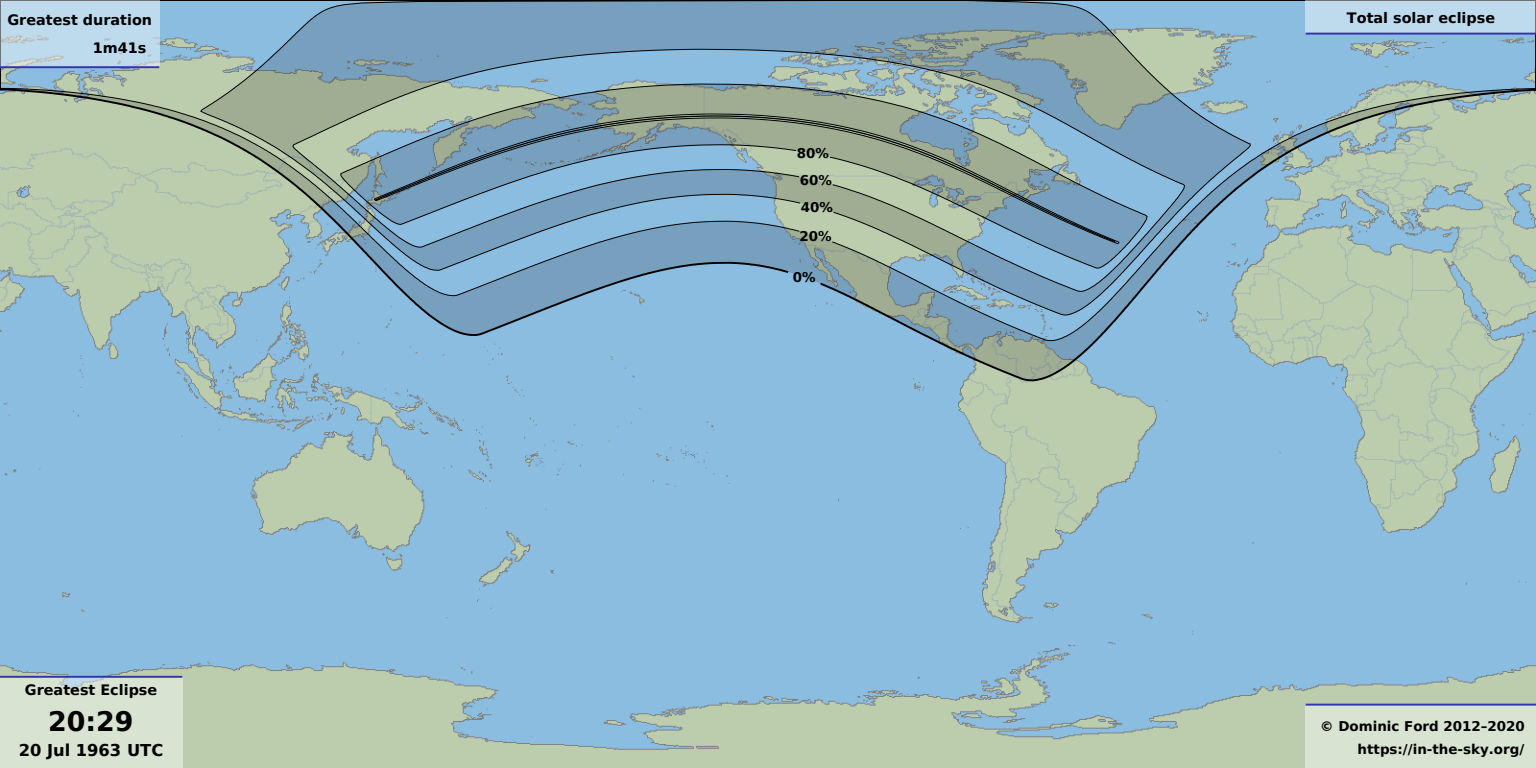 Greatest duration
1m41s
Total solar eclipse
80%
60%
40%
20%
0%
Greatest Eclipse
20:29
20 Jul 1963 UTC
© Dominic Ford 2012–2020
https://in-the-sky.org/